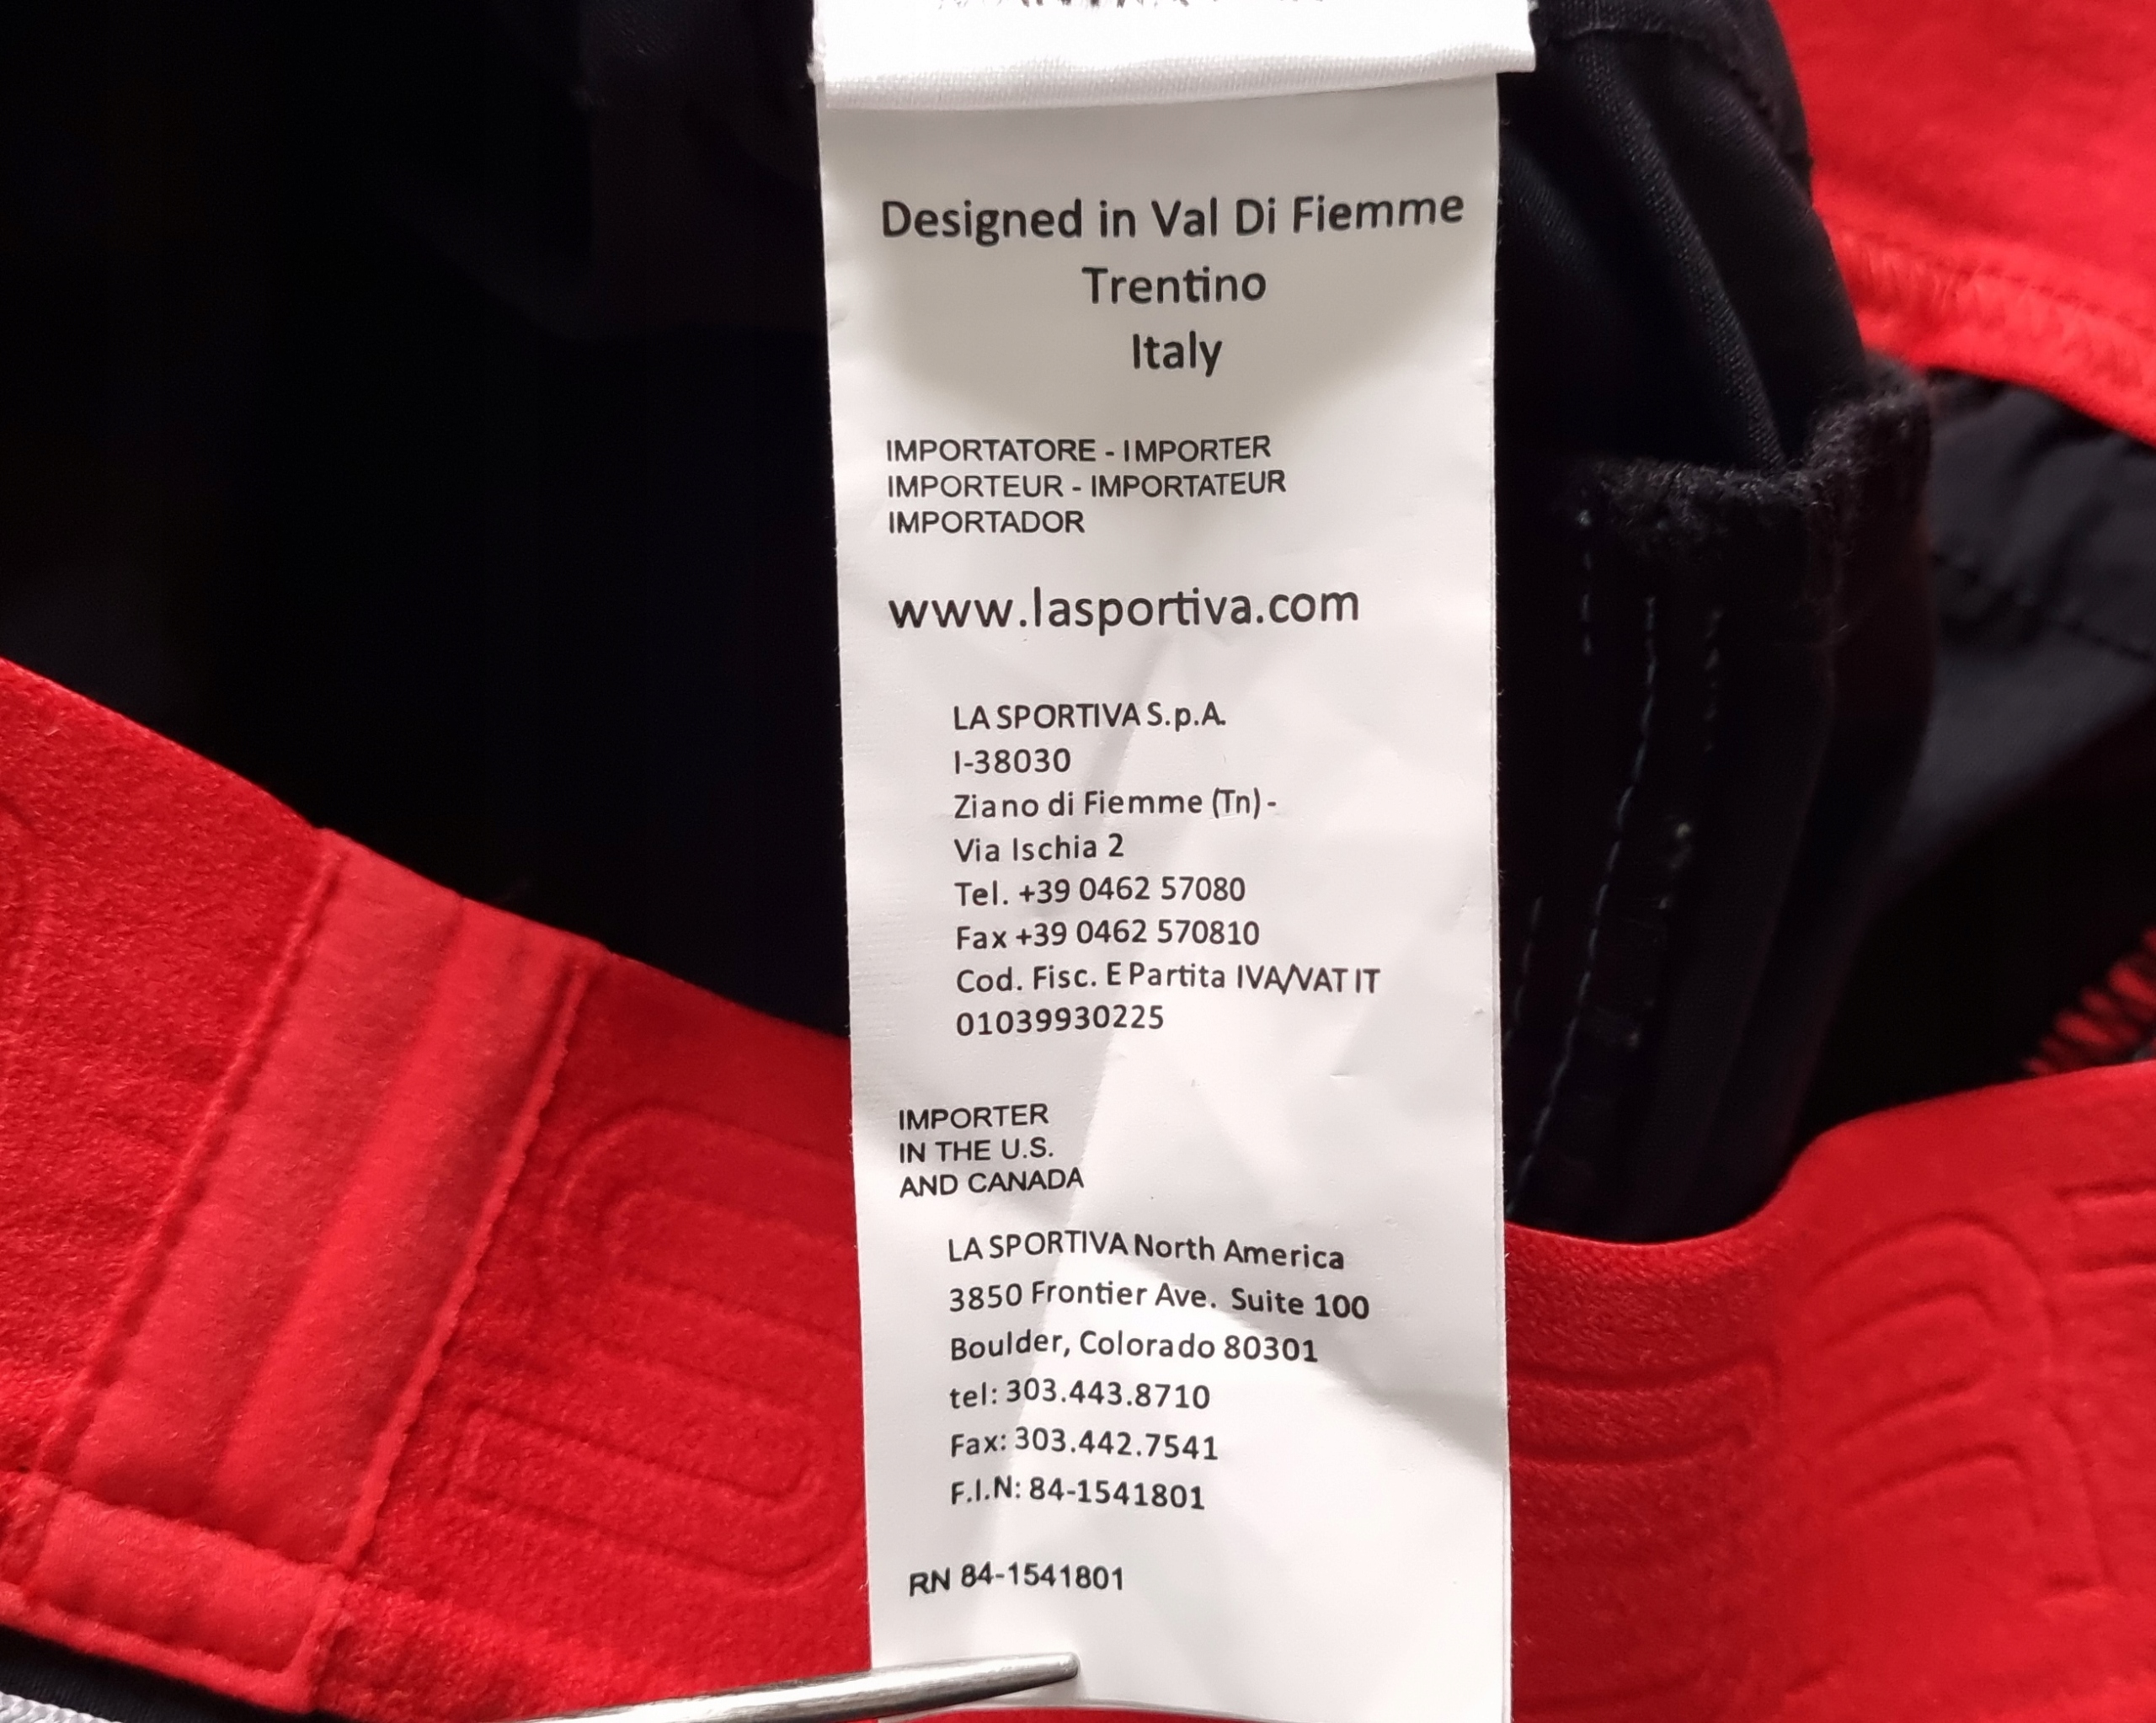 Designed in Val Di Fiemme
Trentino
Italy
IMPORTATORE - IMPORTER
IMPORTEUR - IMPORTATEUR
IMPORTADOR
www.lasportiva.com
LA SPORTIVA S.p.A.
I-38030
Ziano di Fiemme (Tn) -
Via Ischia 2
Tel. +39 0462 57080
Fax +39 0462 570810
Cod. Fisc. E Partita IVA/VAT IT
01039930225
IMPORTER
IN THE U.S.
AND CANADA
LA SPORTIVA North America
3850 Frontier Ave. Suite 100
Boulder, Colorado 80301
tel: 303.443.8710
Fax: 303.442.7541
F.I.N: 84-1541801
RN 84-1541801